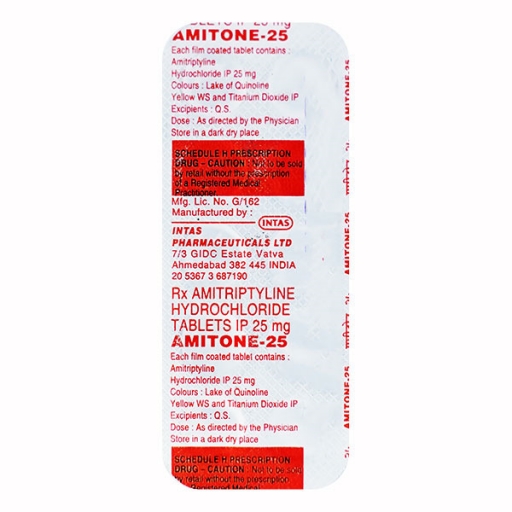 AMITONE-25
Each film coated tablet contains :
Amitriptyline
Hydrochloride IP 25 mg
Colours : Lake of Quinoline
Yellow WS and Titanium Dioxide IP
Excipients : Q.S.
Dose : As directed by the Physician
Store in a dark dry place
SCHEDULE H PRESCRIPTION
DRUG - CAUTION : Not to be sold
by retail without the prescription
of a Registered Medical
Practitioner.
Mfg. Lic. No. G/162
Manufactured by :
INTAS
INTAS
PHARMACEUTICALS LTD
7/3 GIDC Estate Vatva
Ahmedabad 382 445 INDIA
20 5367 3 687190
Rx AMITRIPTYLINE
HYDROCHLORIDE
TABLETS IP 25 mg
AMITONE-25
Each film coated tablet contains :
Amitriptyline
Hydrochloride IP 25 mg
Colours : Lake of Quinoline
Yellow WS and Titanium Dioxide IP
Excipients : Q.S.
Dose : As directed by the Physician
Store in a dark dry place
SCHEDULE H PRESCRIPTION
DRUG - CAUTION : Not to be sold
by retail without the prescription
Registered Medical
AMITONE-25
AMITONE-25
AMITONE-25